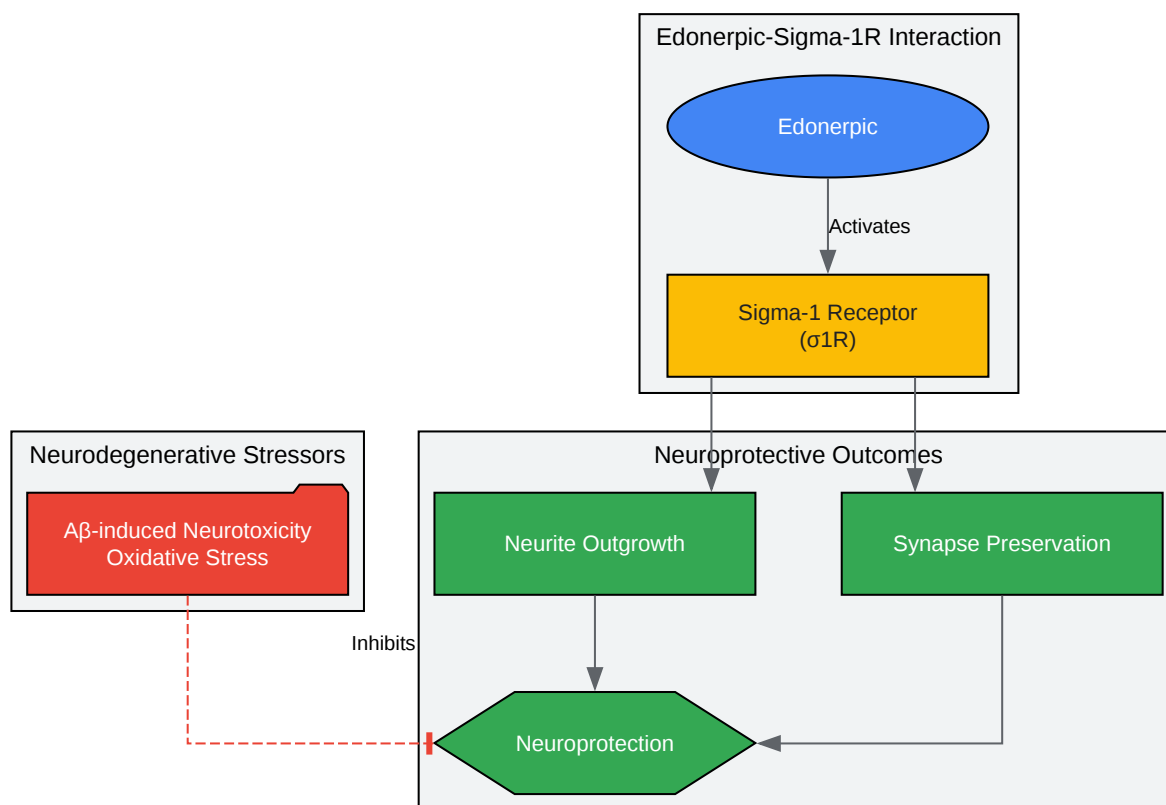 Edonerpic-Sigma-1R Interaction
Edonerpic
Activates
Sigma-1 Receptor
(σ1R)
Neurodegenerative Stressors
Neuroprotective Outcomes
Aβ-induced Neurotoxicity
Oxidative Stress
Neurite Outgrowth
Synapse Preservation
Inhibits
Neuroprotection